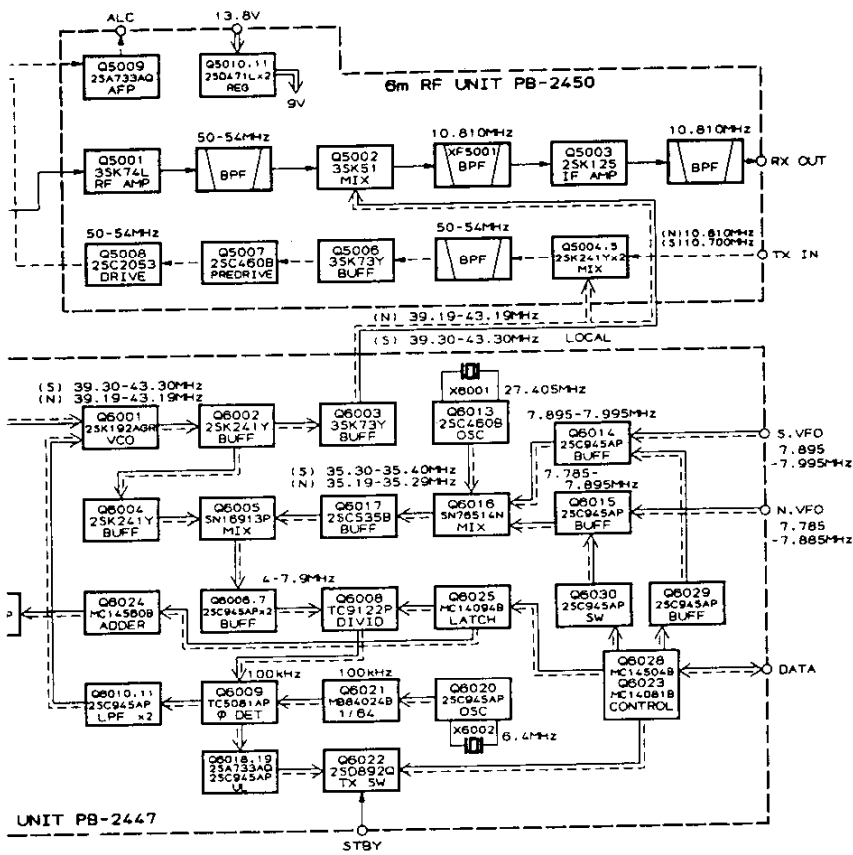 ALC
13.8V
Q5009
2SA733AQ
AFP
Q5010.11
2SD471L×2
REG
9V
6m RF UNIT PB-2450
Q5001
3SK74L
RF AMP
50-54MHz
BPF
Q5002
3SK51
MIX
10.810MHz
XF5001
BPF
Q5003
2SK125
IF AMP
10.810MHz
BPF
RX OUT
50-54MHz
Q5008
2SC2053
DRIVE
Q5007
2SC460B
PREDRIVE
Q5006
3SK73Y
BUFF
50-54MHz
BPF
Q5004.5
2SK241Y×2
MIX
(N)10.810MHz
(S)10.700MHz
TX IN
(N) 39.19-43.19MHz
(S) 39.30-43.30MHz
LOCAL
(S) 39.30-43.30MHz
(N) 39.19-43.19MHz
Q6001
2SK192AGR
VCO
Q6002
2SK241Y
BUFF
Q6003
3SK73Y
BUFF
X6001
27.405MHz
Q6013
2SC460B
OSC
7.895-7.995MHz
Q6014
2SC945AP
BUFF
S.VFO
7.895
-7.995MHz
(S) 35.30-35.40MHz
(N) 35.19-35.29MHz
7.785-
7.895MHz
Q6004
2SK241Y
BUFF
Q6005
SN16913P
MIX
Q6017
2SC535B
BUFF
Q6016
SN76514N
MIX
Q6015
2SC945AP
BUFF
N.VFO
7.785
-7.885MHz
4-7.9MHz
Q6024
MC14560B
ADDER
Q6006.7
2SC945AP×2
BUFF
Q6008
TC9122P
DIVID
Q6025
MC14094B
LATCH
Q6030
2SC945AP
SW
Q6029
2SC945AP
BUFF
P
Q6028
MC14504B
Q6023
MC14081B
CONTROL
DATA
100kHz
100kHz
Q6010.11
2SC945AP
LPF ×2
Q6009
TC5081AP
φ DET
Q6021
MB84024B
1/64
Q6020
2SC945AP
OSC
X6002
6.4MHz
Q6018.19
2SA733AQ
2SC945AP
UL
Q6022
2SD892Q
TX SW
UNIT PB-2447
STBY